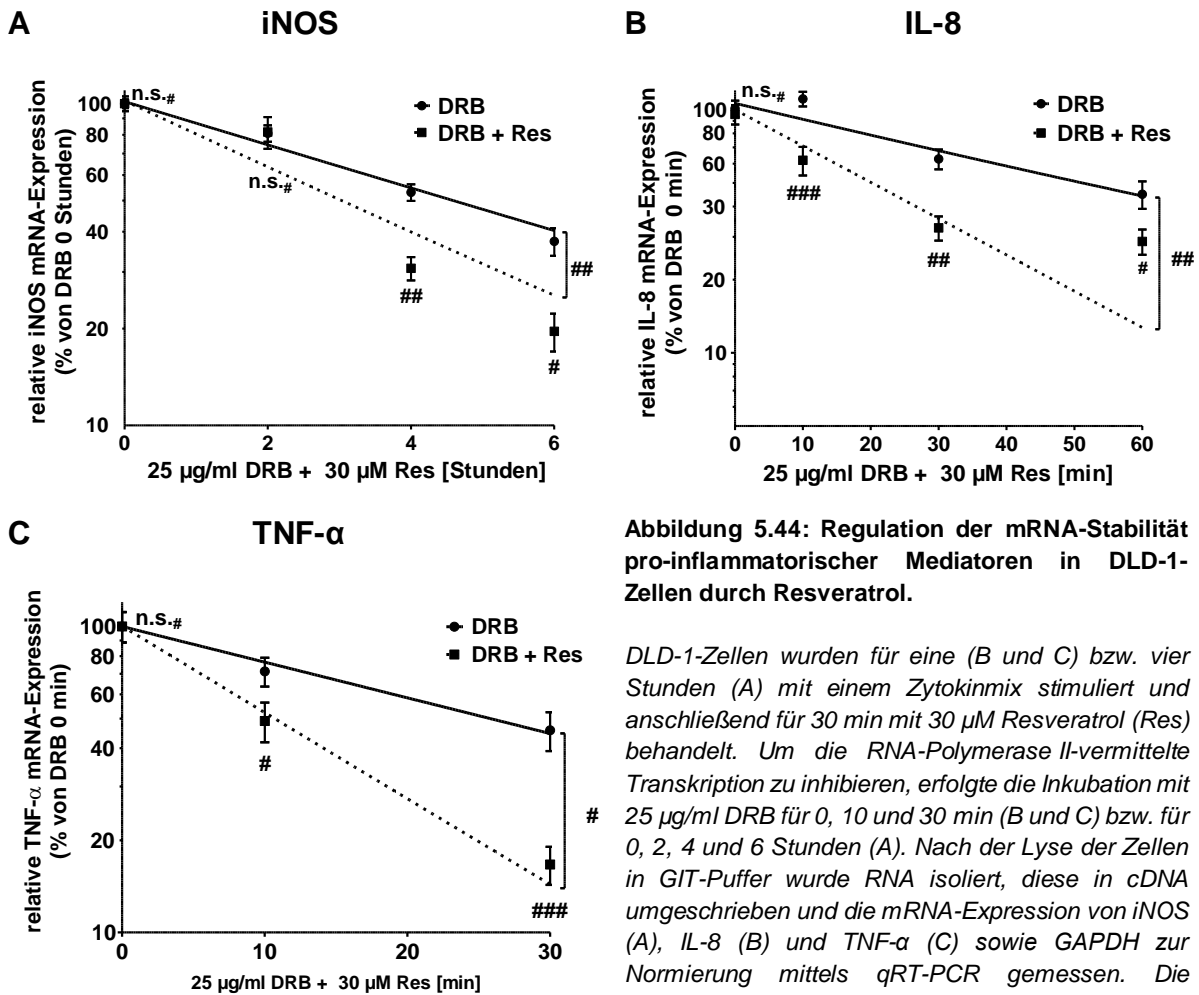 A
iNOS
relative iNOS mRNA-Expression
(% von DRB 0 Stunden)
100
80
60
40
20
10
n.s.#
n.s.#
##
#
##
DRB
DRB + Res
0
2
4
6
25 µg/ml DRB + 30 µM Res [Stunden]
B
IL-8
relative IL-8 mRNA-Expression
(% von DRB 0 min)
100
80
60
30
20
10
n.s.#
###
##
#
##
DRB
DRB + Res
0
10
20
30
40
50
60
25 µg/ml DRB + 30 µM Res [min]
C
TNF-α
relative TNF-α mRNA-Expression
(% von DRB 0 min)
100
80
60
40
20
10
n.s.#
#
###
#
DRB
DRB + Res
0
10
20
30
25 µg/ml DRB + 30 µM Res [min]
Abbildung 5.44: Regulation der mRNA-Stabilität
pro-inflammatorischer Mediatoren in DLD-1-
Zellen durch Resveratrol.
DLD-1-Zellen wurden für eine (B und C) bzw. vier
Stunden (A) mit einem Zytokinmix stimuliert und
anschließend für 30 min mit 30 µM Resveratrol (Res)
behandelt. Um die RNA-Polymerase II-vermittelte
Transkription zu inhibieren, erfolgte die Inkubation mit
25 µg/ml DRB für 0, 10 und 30 min (B und C) bzw. für
0, 2, 4 und 6 Stunden (A). Nach der Lyse der Zellen
in GIT-Puffer wurde RNA isoliert, diese in cDNA
umgeschrieben und die mRNA-Expression von iNOS
(A), IL-8 (B) und TNF-α (C) sowie GAPDH zur
Normierung mittels qRT-PCR gemessen. Die